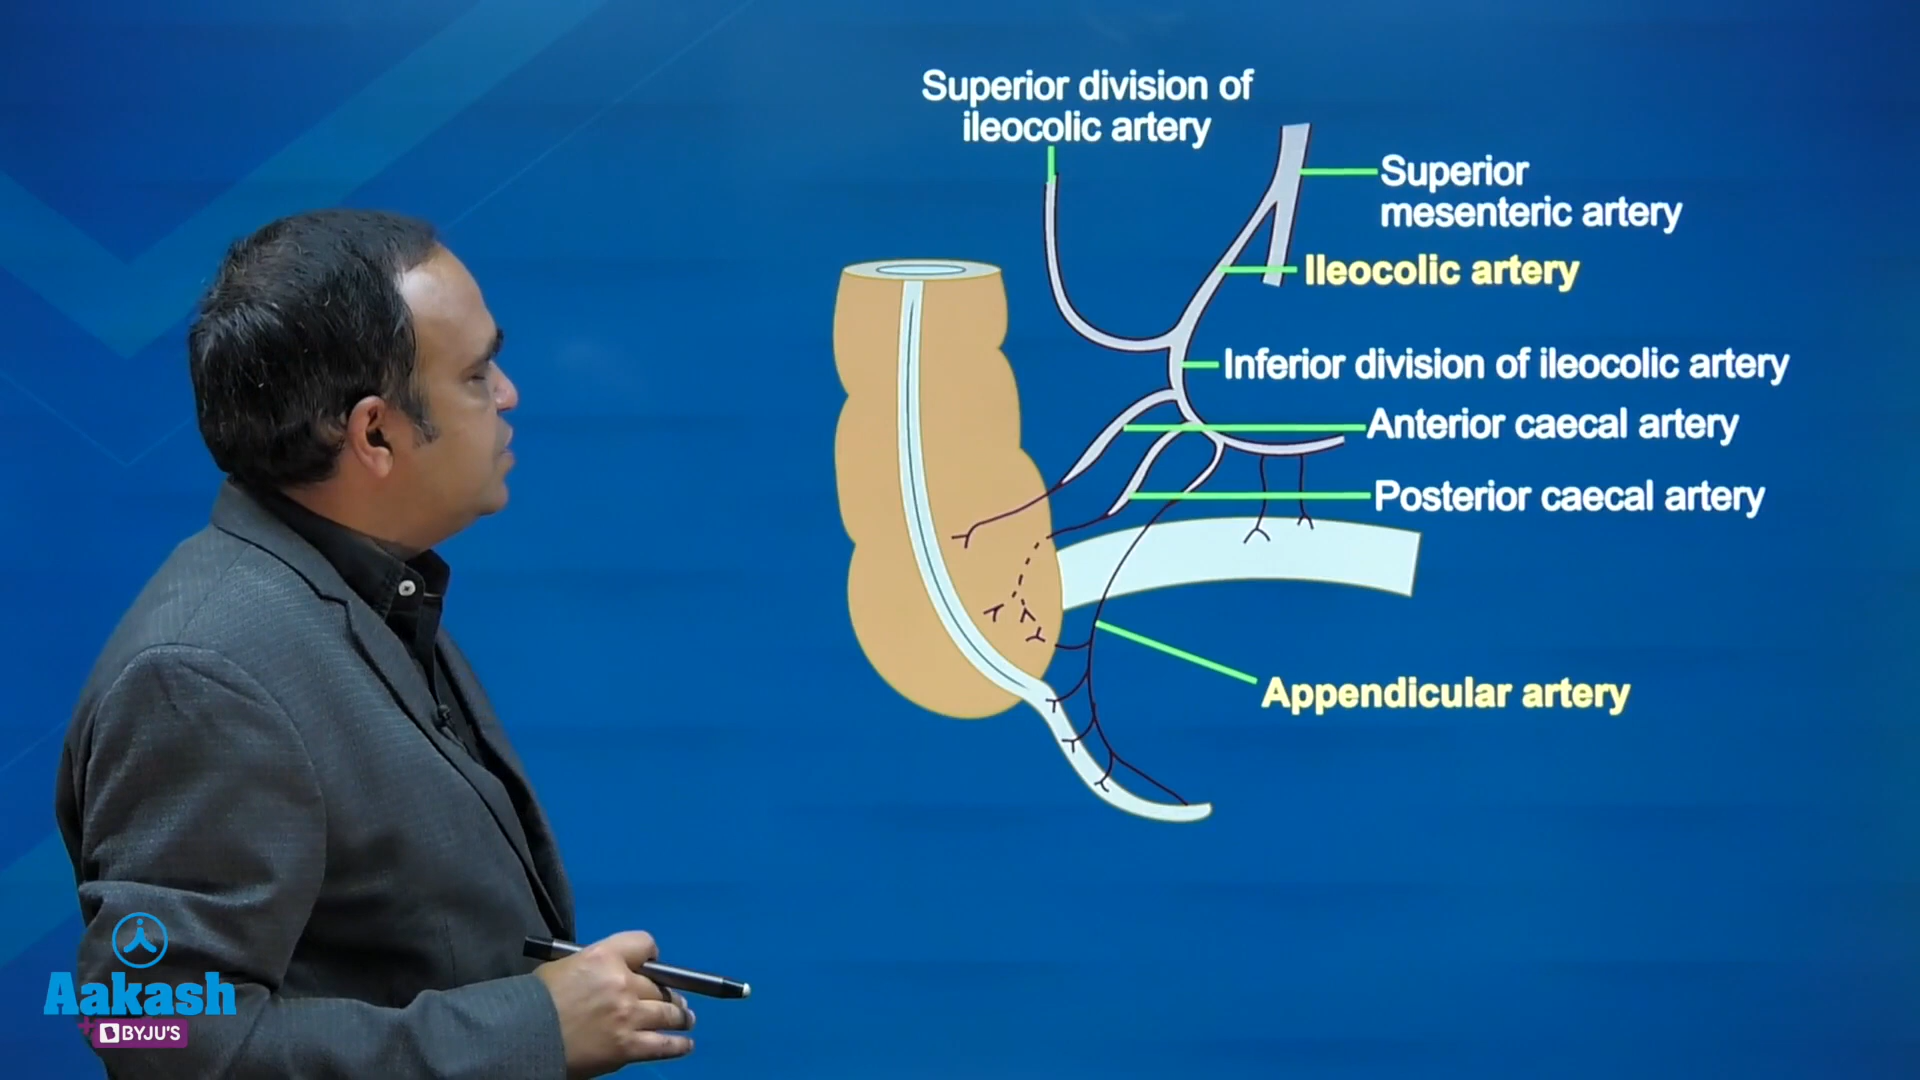 Superior division of
ileocolic artery
Superior
mesenteric artery
Ileocolic artery
Inferior division of ileocolic artery
Anterior caecal artery
Posterior caecal artery
Appendicular artery
Aakash
+ BYJU'S